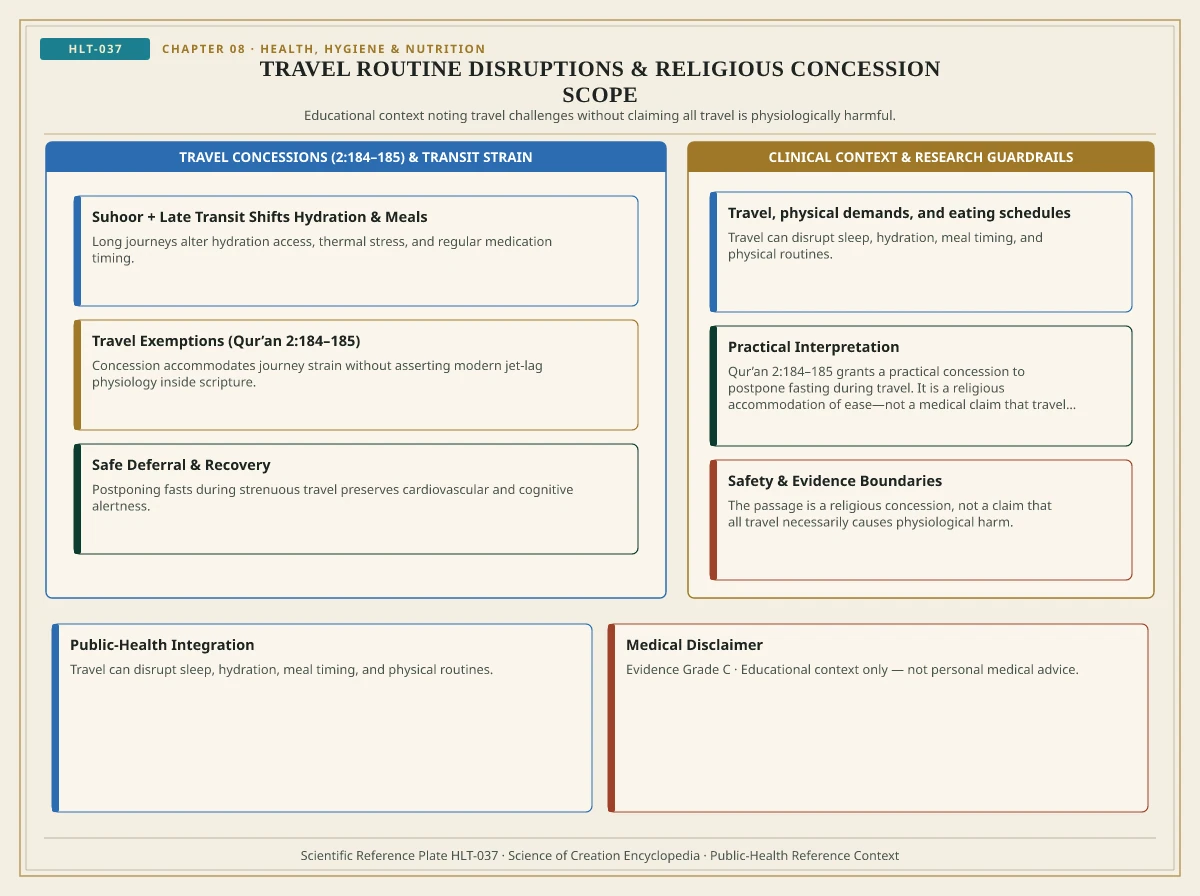 HLT-037
CHAPTER 08 · HEALTH, HYGIENE & NUTRITION
TRAVEL ROUTINE DISRUPTIONS & RELIGIOUS CONCESSION
SCOPE
Educational context noting travel challenges without claiming all travel is physiologically harmful.
TRAVEL CONCESSIONS (2:184–185) & TRANSIT STRAIN
Suhoor + Late Transit Shifts Hydration & Meals
Long journeys alter hydration access, thermal stress, and regular medication
timing.
Travel Exemptions (Qur’an 2:184–185)
Concession accommodates journey strain without asserting modern jet-lag
physiology inside scripture.
Safe Deferral & Recovery
Postponing fasts during strenuous travel preserves cardiovascular and cognitive
alertness.
CLINICAL CONTEXT & RESEARCH GUARDRAILS
Travel, physical demands, and eating schedules
Travel can disrupt sleep, hydration, meal timing, and
physical routines.
Practical Interpretation
Qur’an 2:184–185 grants a practical concession to
postpone fasting during travel. It is a religious
accommodation of ease—not a medical claim that travel…
Safety & Evidence Boundaries
The passage is a religious concession, not a claim that
all travel necessarily causes physiological harm.
Public-Health Integration
Travel can disrupt sleep, hydration, meal timing, and physical routines.
Medical Disclaimer
Evidence Grade C · Educational context only — not personal medical advice.
Scientific Reference Plate HLT-037 · Science of Creation Encyclopedia · Public-Health Reference Context